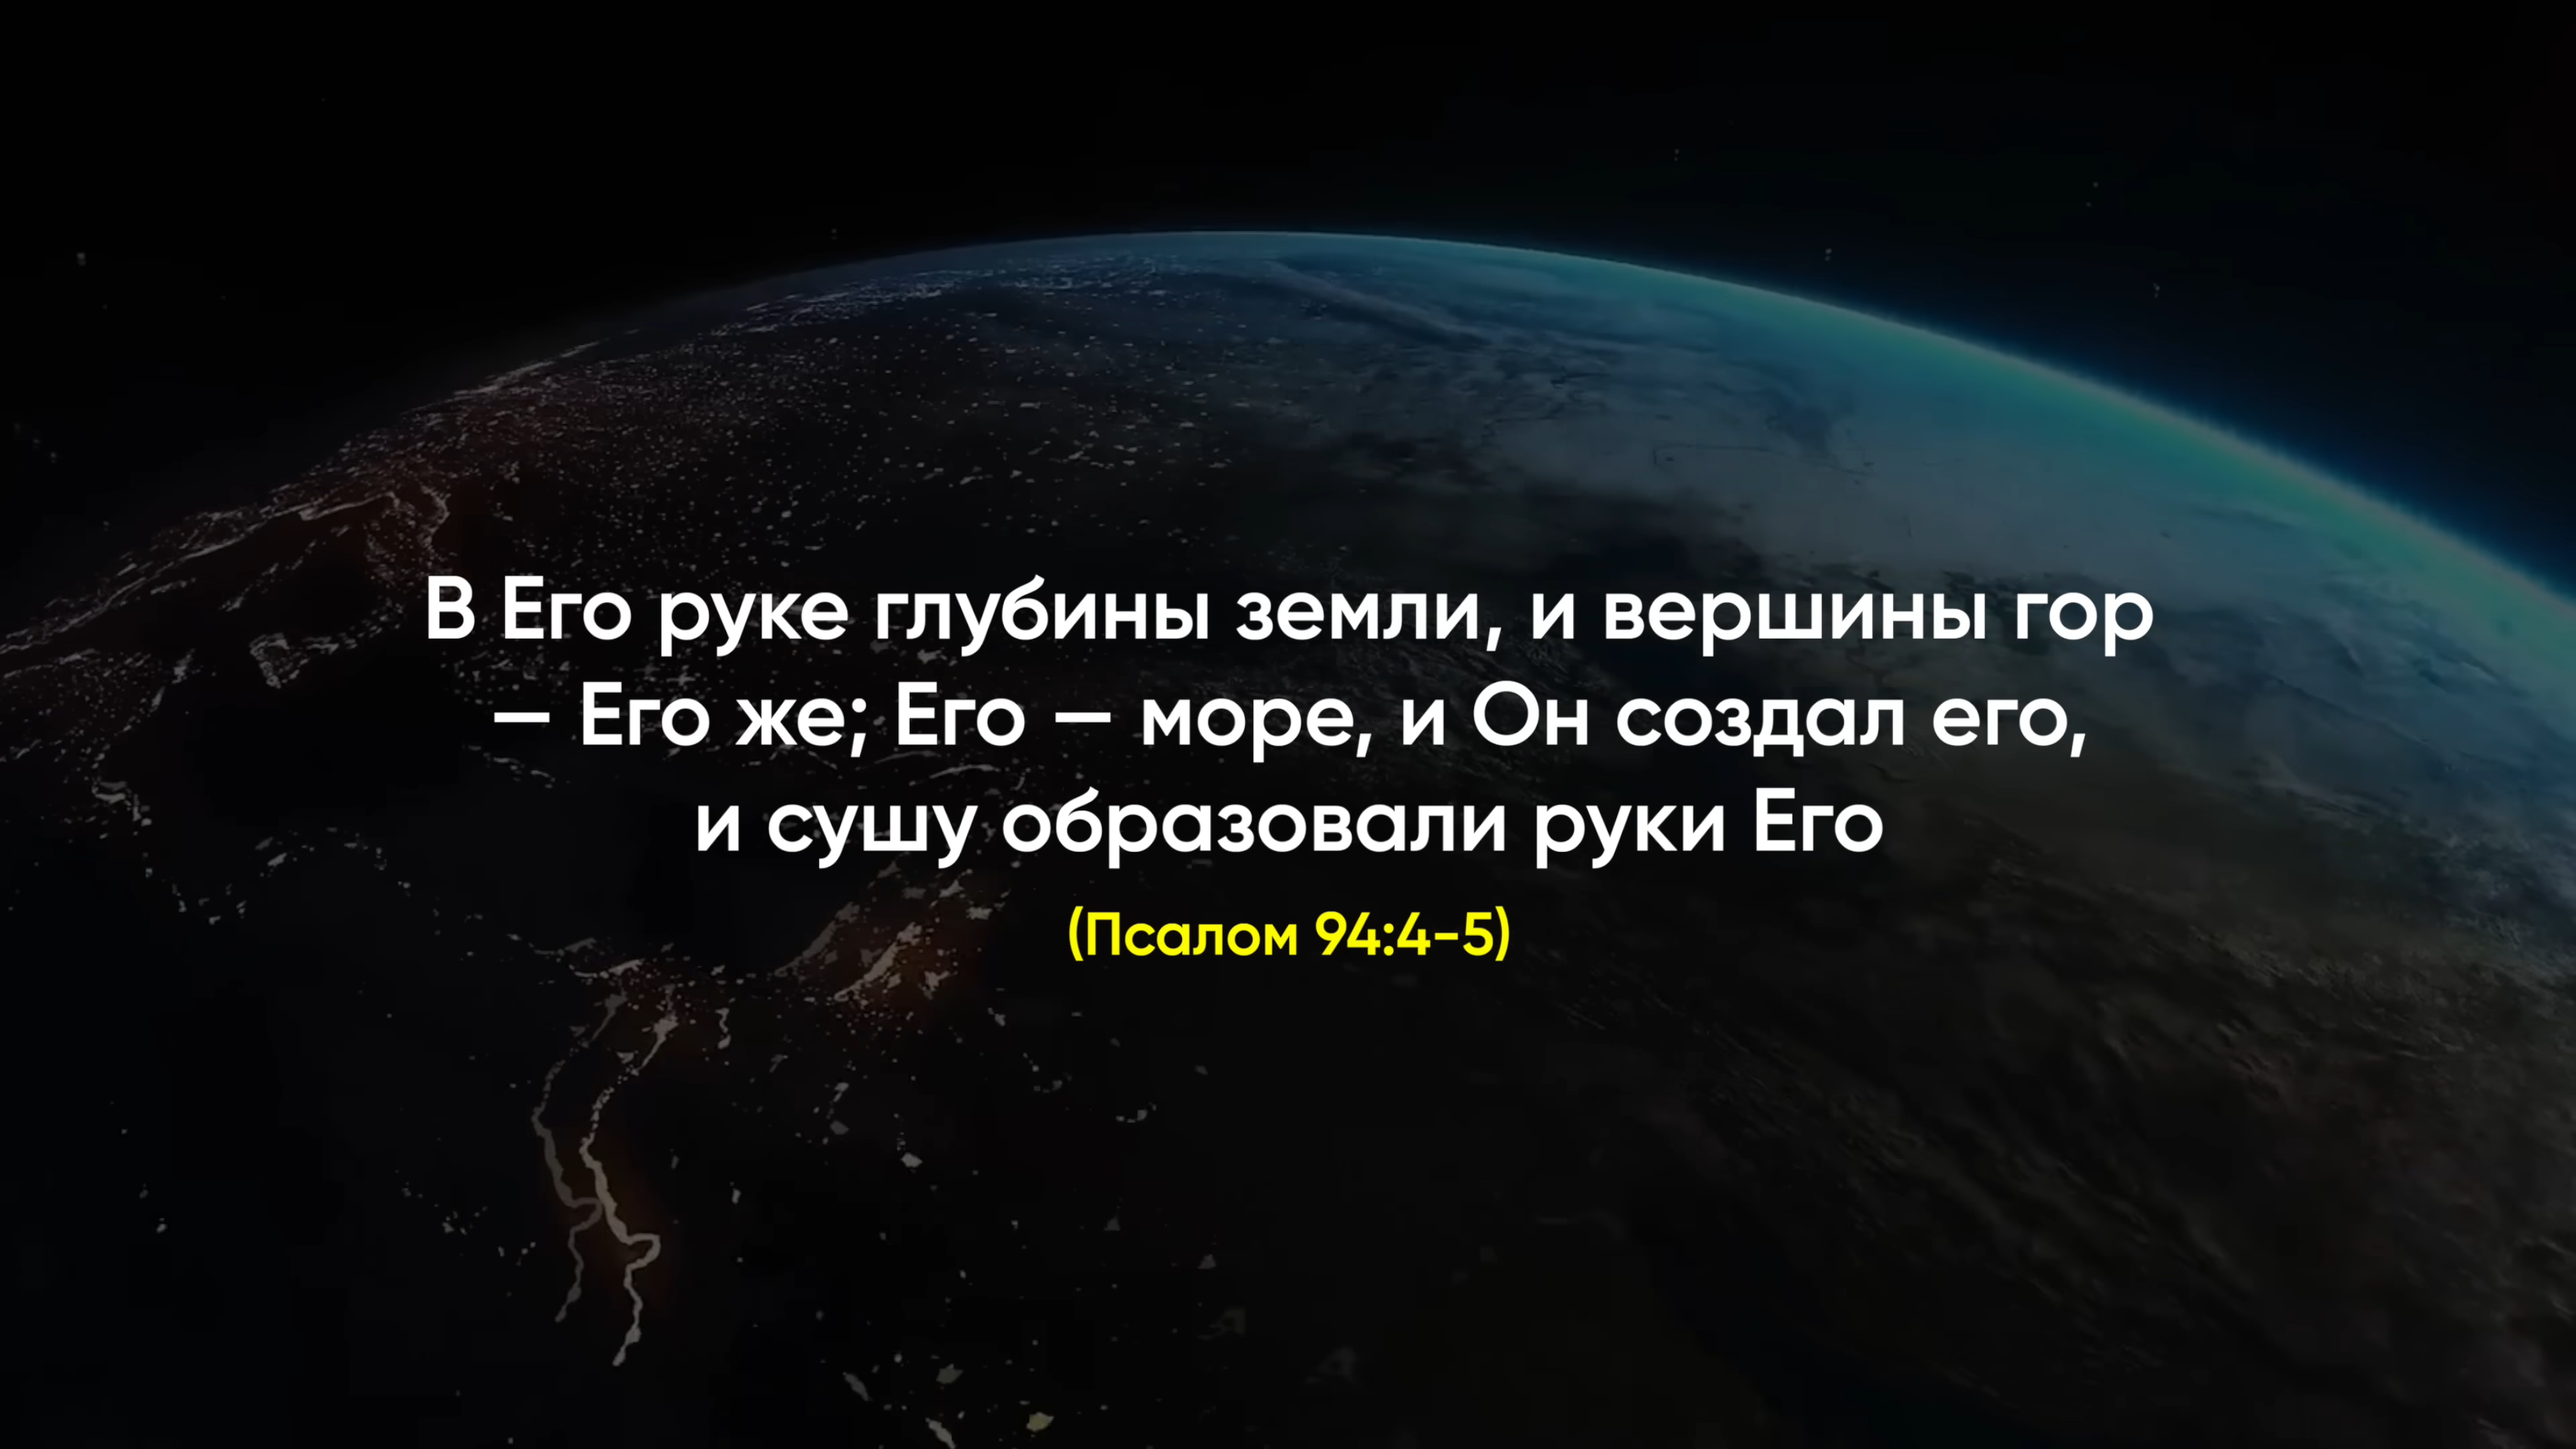 В Его руке глубины земли, и вершины гор
— Его же; Его — море, и Он создал его,
и сушу образовали руки Его
(Псалом 94:4-5)